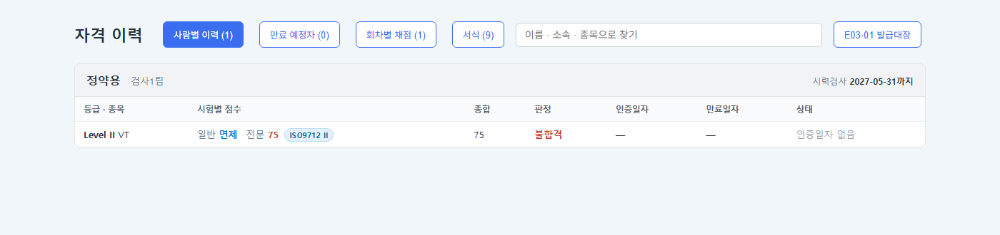 자격 이력 사람별 이력 (1) 만료 예정자 (0) 회차별 채점 (1) 서식 (9) 이름 · 소속 · 종목으로 찾기 E03-01 발급대장
정약용 검사1팀 시력검사 2027-05-31까지
등급 · 종목 시험별 점수 종합 판정 인증일자 만료일자 상태
Level II VT 일반 면제 · 전문 75 ISO9712 II 75 불합격 — — 인증일자 없음